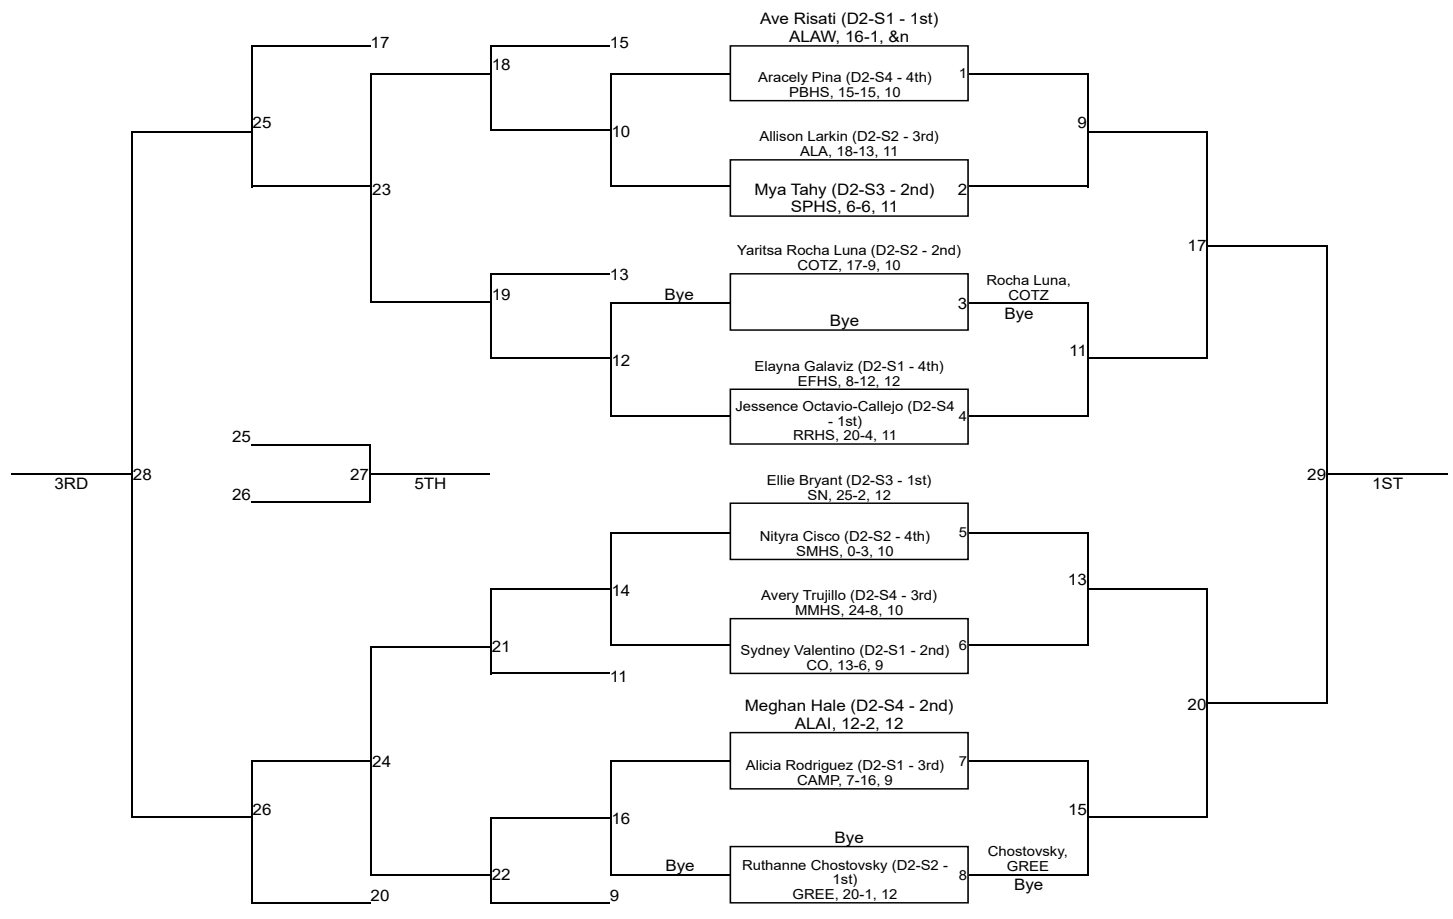 Ave Risati (D2-S1 - 1st)
ALAW, 16-1, &n
17
15
18
Aracely Pina (D2-S4 - 4th)
PBHS, 15-15, 10
1
25
10
9
Allison Larkin (D2-S2 - 3rd)
ALA, 18-13, 11
23
Mya Tahy (D2-S3 - 2nd)
SPHS, 6-6, 11
2
17
Yaritsa Rocha Luna (D2-S2 - 2nd)
COTZ, 17-9, 10
13
19
Bye
Bye
3
Rocha Luna,
COTZ
Bye
12
11
Elayna Galaviz (D2-S1 - 4th)
EFHS, 8-12, 12
Jessence Octavio-Callejo (D2-S4
- 1st)
RRHS, 20-4, 11
4
25
3RD
28
27
5TH
26
29
1ST
Ellie Bryant (D2-S3 - 1st)
SN, 25-2, 12
Nityra Cisco (D2-S2 - 4th)
SMHS, 0-3, 10
5
14
13
Avery Trujillo (D2-S4 - 3rd)
MMHS, 24-8, 10
21
Sydney Valentino (D2-S1 - 2nd)
CO, 13-6, 9
6
11
20
Meghan Hale (D2-S4 - 2nd)
ALAI, 12-2, 12
24
Alicia Rodriguez (D2-S1 - 3rd)
CAMP, 7-16, 9
7
26
16
15
Bye
22
Bye
Ruthanne Chostovsky (D2-S2 -
1st)
GREE, 20-1, 12
8
Chostovsky,
GREE
Bye
20
9